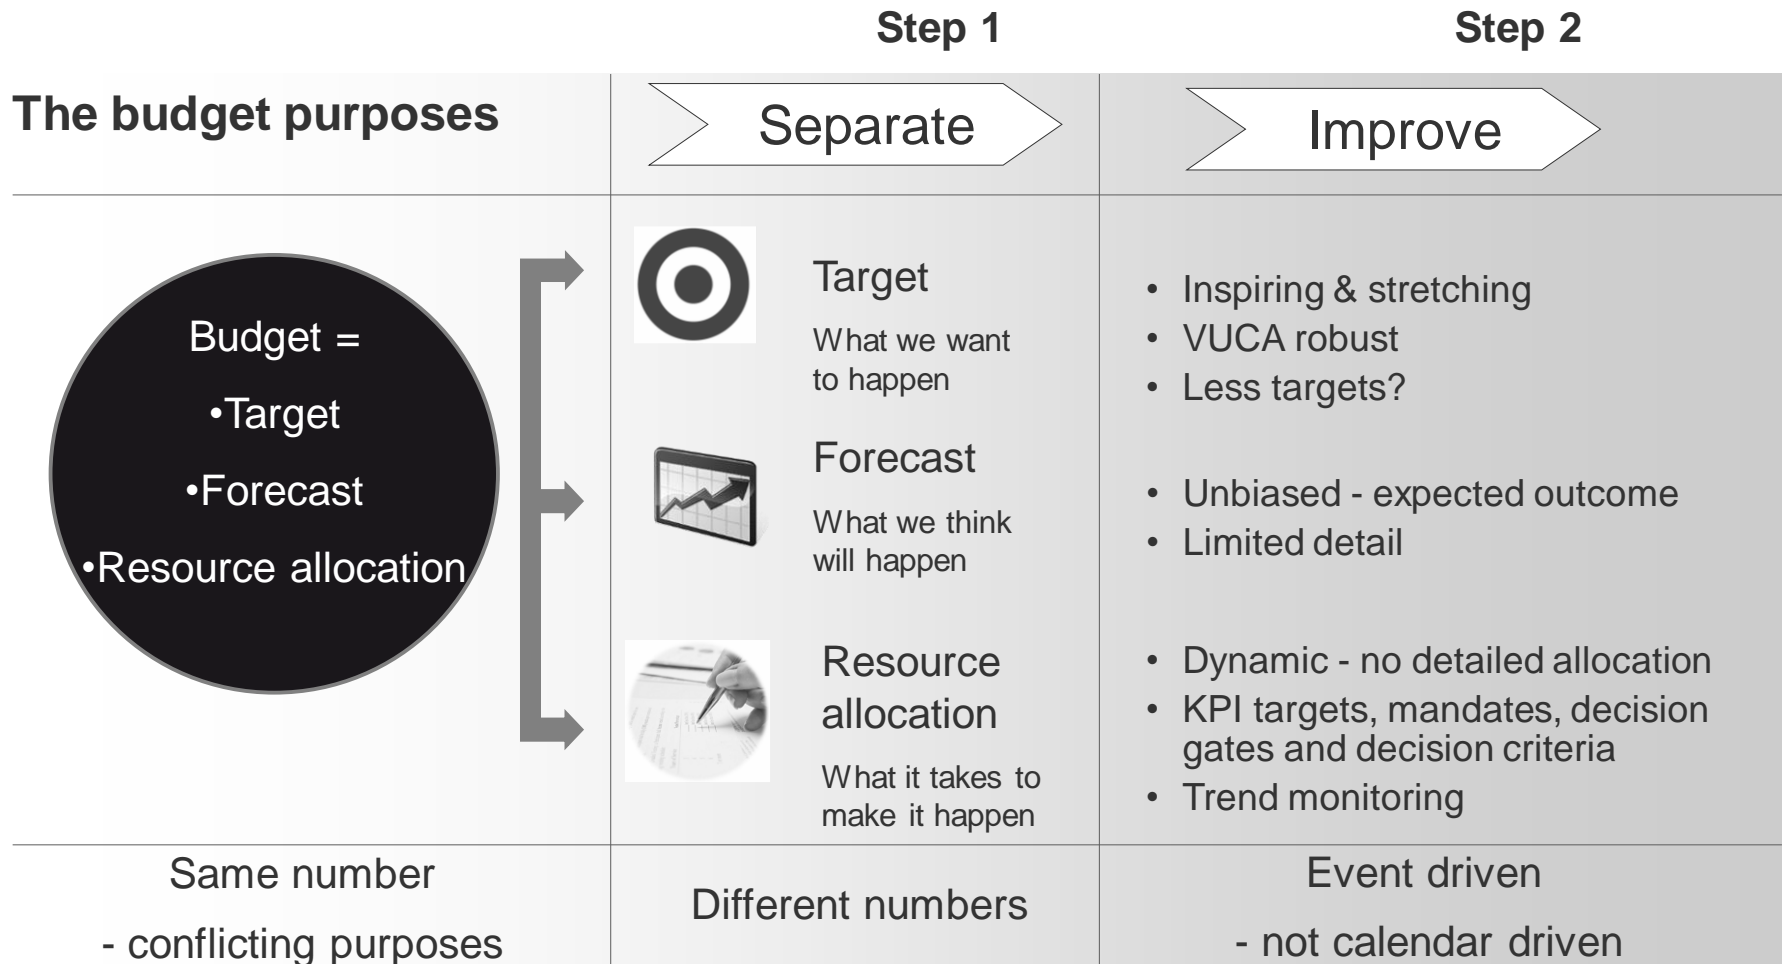 Step 1
Step 2
The budget purposes
Separate
Improve
Budget =
•Target
•Forecast
•Resource allocation
Target
What we want
to happen
Forecast
What we think
will happen
Resource
allocation
What it takes to
make it happen
• Inspiring & stretching
• VUCA robust
• Less targets?
• Unbiased - expected outcome
• Limited detail
• Dynamic - no detailed allocation
• KPI targets, mandates, decision
gates and decision criteria
• Trend monitoring
Same number
- conflicting purposes
Different numbers
Event driven
- not calendar driven